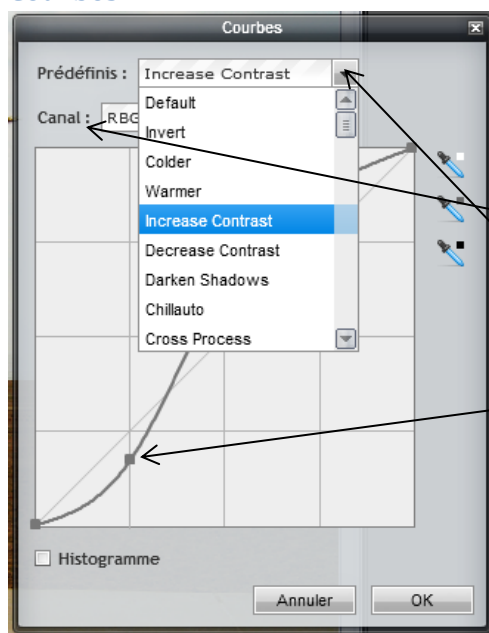 Courbes
Prédéfinis : Increase Contrast
Default
Canal : RBG
Invert
Colder
Warmer
Increase Contrast
Decrease Contrast
Darken Shadows
Chillauto
Cross Process
Histogramme
Annuler OK